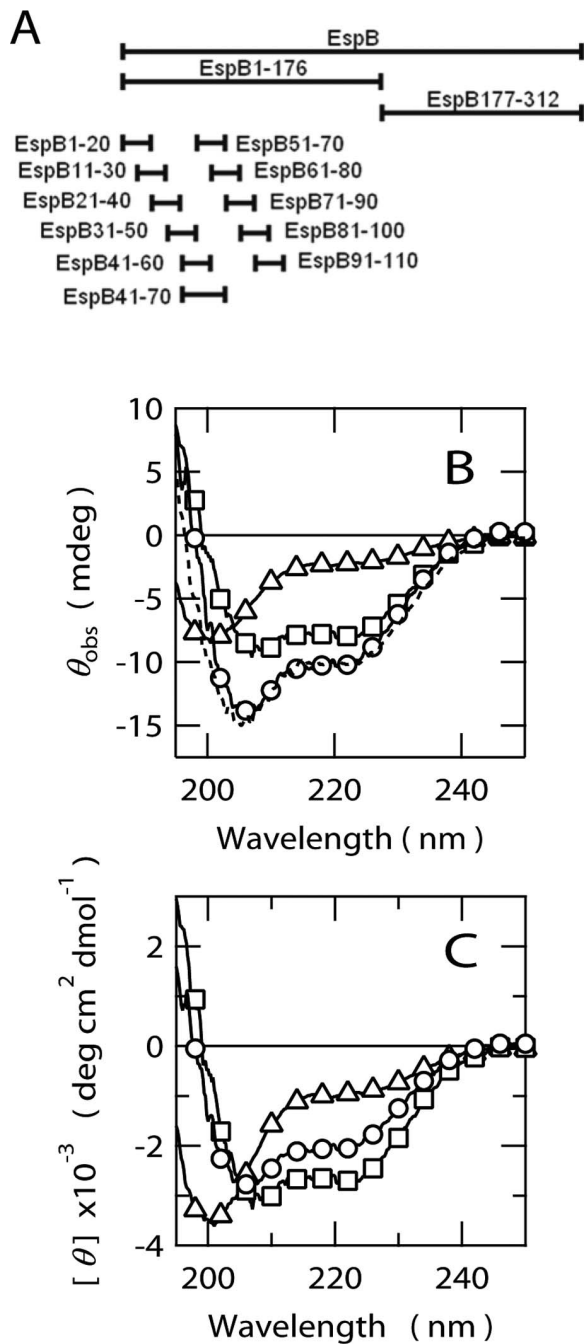 A
EspB
EspB1-176
EspB177-312
EspB1-20 EspB51-70
EspB11-30 EspB61-80
EspB21-40 EspB71-90
EspB31-50 EspB81-100
EspB41-60 EspB91-110
EspB41-70
B
10
5
0
-5
-10
-15
θobs (mdeg)
200 220 240
Wavelength ( nm )
C
2
0
-2
-4
[ θ ] x10⁻³ ( deg cm² dmol⁻¹ )
200 220 240
Wavelength ( nm )